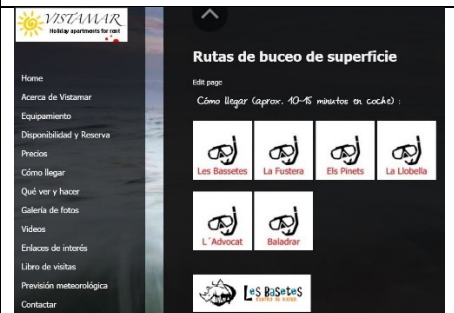 VISTAMAR
Holiday apartments for rent
Home
Acerca de Vistamar
Equipamiento
Disponibilidad y Reserva
Precios
Cómo llegar
Qué ver y hacer
Galería de fotos
Videos
Enlaces de interés
Libro de visitas
Previsión meteorológica
Contactar
Rutas de buceo de superficie
Edit page
Cómo llegar (aprox. 10-15 minutos en coche) :
Les Bassetes
La Fustera
Els Pinets
La Llobella
L´Advocat
Baladrar
Les BaSeteS